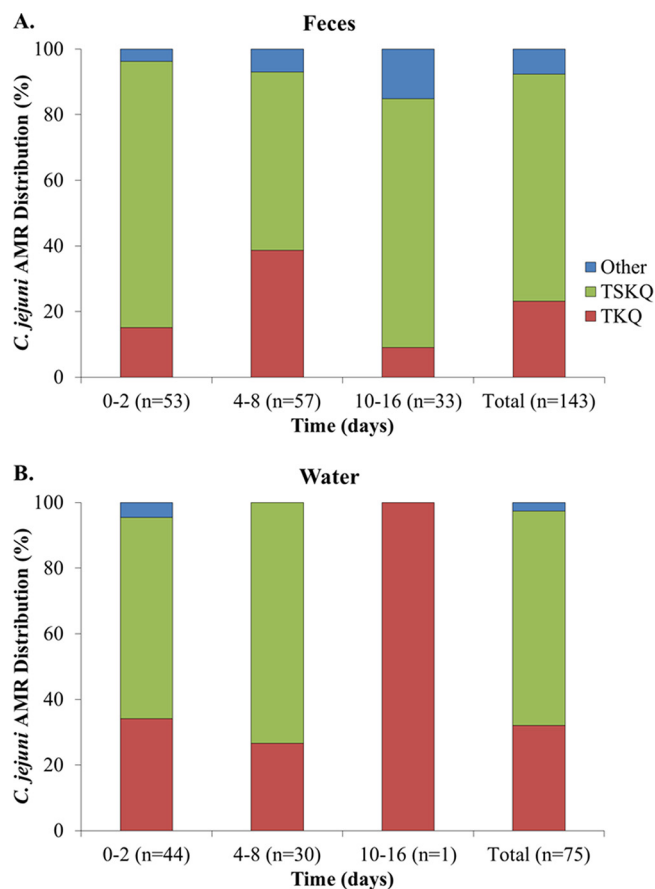 A.
Feces
C. jejuni AMR Distribution (%)
100
80
60
40
20
0
Other
TSKQ
TKQ
0-2 (n=53) 4-8 (n=57) 10-16 (n=33) Total (n=143)
Time (days)
B.
Water
C. jejuni AMR Distribution (%)
100
80
60
40
20
0
0-2 (n=44) 4-8 (n=30) 10-16 (n=1) Total (n=75)
Time (days)